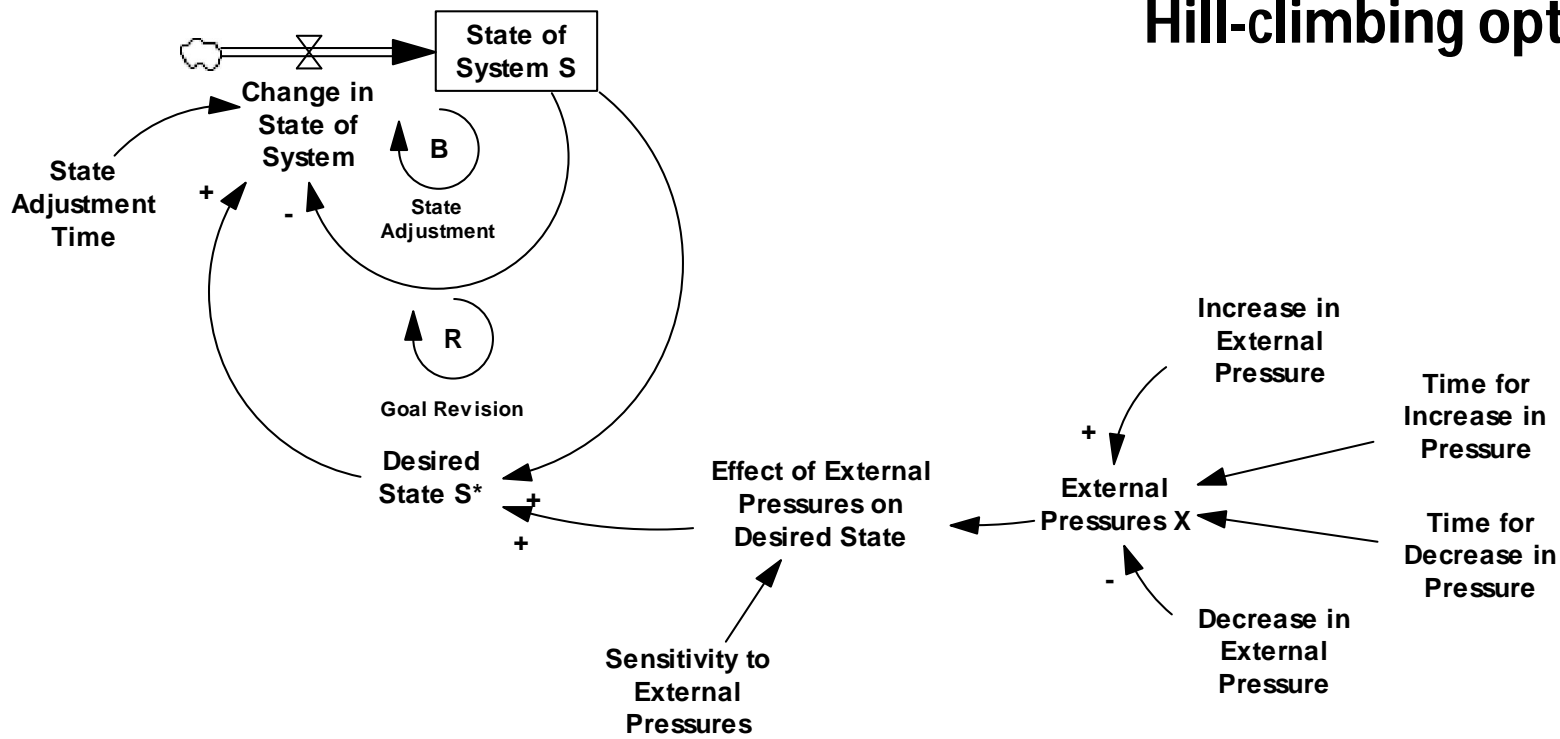 Hill-climbing opt
State of
System S
Change in
State of
System
State
Adjustment
Time
+
-
B
State
Adjustment
R
Goal Revision
Desired
State S*
+
+
Effect of External
Pressures on
Desired State
Sensitivity to
External
Pressures
Increase in
External
Pressure
+
External
Pressures X
-
Time for
Increase in
Pressure
Time for
Decrease in
Pressure
Decrease in
External
Pressure